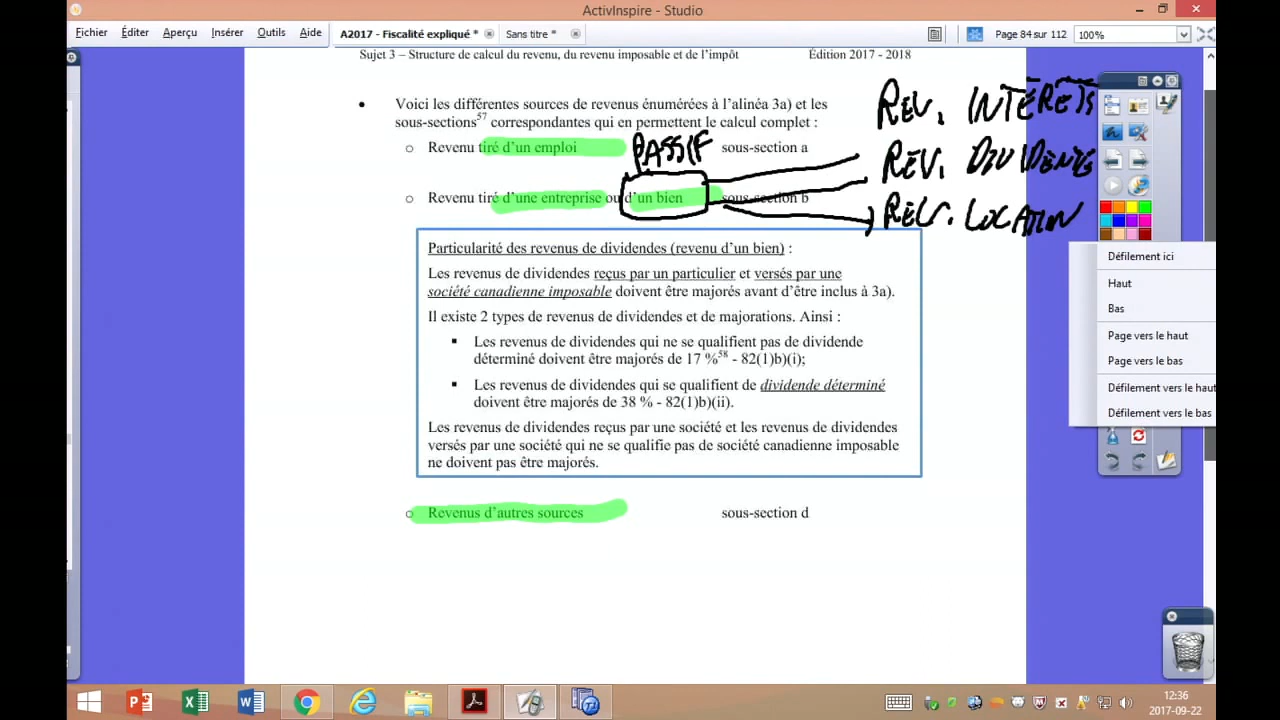 ActivInspire - Studio
Fichier Éditer Aperçu Insérer Outils Aide A2017 - Fiscalité expliqué * Sans titre * Page 84 sur 112 100%
Sujet 3 – Structure de calcul du revenu, du revenu imposable et de l'impôt Édition 2017 - 2018
• Voici les différentes sources de revenus énumérées à l'alinéa 3a) et les
sous-sections57 correspondantes qui en permettent le calcul complet :
o Revenu tiré d'un emploi sous-section a
PASSIF
o Revenu tiré d'une entreprise ou d'un bien sous-section b
REV. INTÉRÊTS
REV. DIVIDENDES
REV. LOCATION
Particularité des revenus de dividendes (revenu d'un bien) :
Les revenus de dividendes reçus par un particulier et versés par une
société canadienne imposable doivent être majorés avant d'être inclus à 3a).
Il existe 2 types de revenus de dividendes et de majorations. Ainsi :
▪ Les revenus de dividendes qui ne se qualifient pas de dividende
déterminé doivent être majorés de 17 %58 - 82(1)b)(i);
▪ Les revenus de dividendes qui se qualifient de dividende déterminé
doivent être majorés de 38 % - 82(1)b)(ii).
Les revenus de dividendes reçus par une société et les revenus de dividendes
versés par une société qui ne se qualifie pas de société canadienne imposable
ne doivent pas être majorés.
o Revenus d'autres sources sous-section d
Défilement ici
Haut
Bas
Page vers le haut
Page vers le bas
Défilement vers le haut
Défilement vers le bas
12:36
2017-09-22